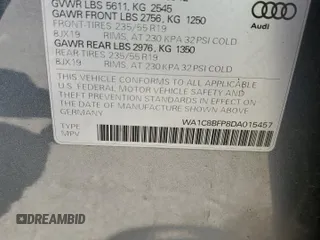 GVWR LBS 5611, KG 2545
GAWR FRONT LBS 2756, KG 1250
FRONT-TIRES 235/55 R19
8JX19 RIMS, AT 230 KPA 32 PSI COLD
GAWR REAR LBS 2976, KG 1350
REAR-TIRES 235/55 R19
8JX19 RIMS, AT 230 KPA 32 PSI COLD
Audi
THIS VEHICLE CONFORMS TO ALL APPLICABLE
U.S. FEDERAL MOTOR VEHICLE SAFETY AND
BUMPER STANDARDS IN EFFECT ON THE DATE
OF MANUFACTURE SHOWN ABOVE
GERMANY
TYPE: WA1C8BFP8DA015457
MPV
COPARTAUTOBID